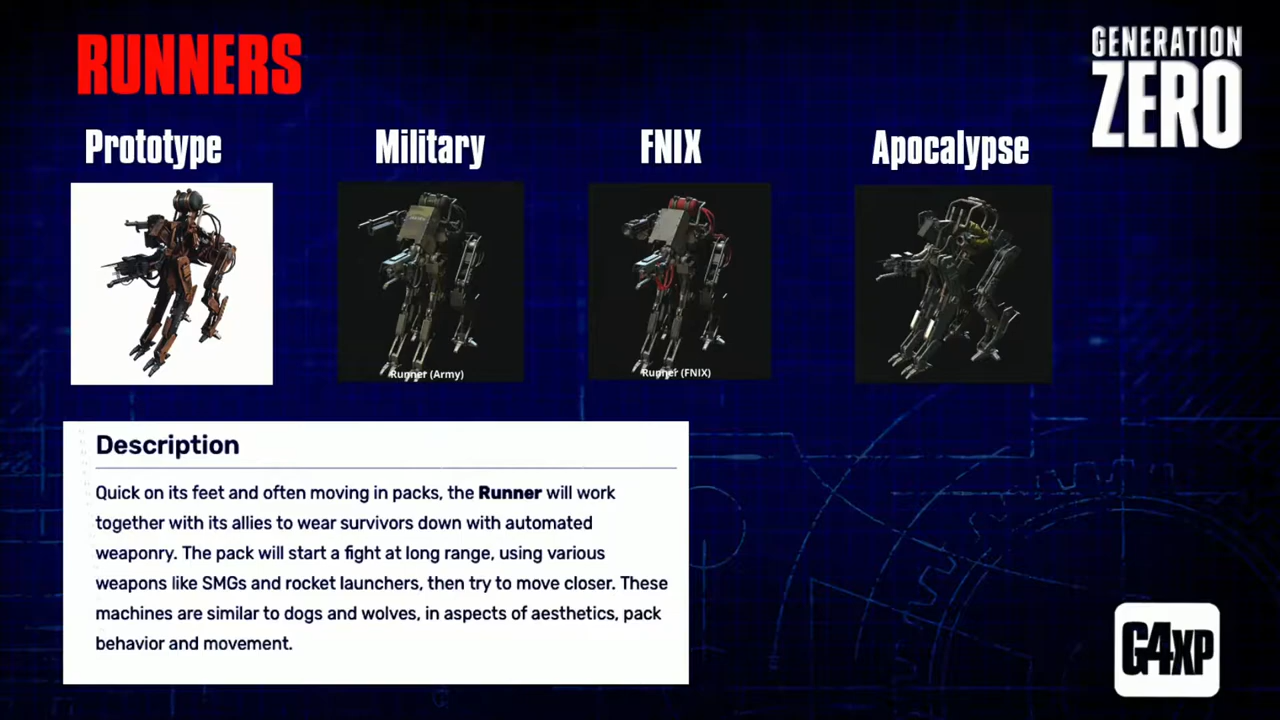 RUNNERS
GENERATION
ZERO
Prototype
Military
FNIX
Apocalypse
Runner (Army)
Runner (FNIX)
Description
Quick on its feet and often moving in packs, the Runner will work
together with its allies to wear survivors down with automated
weaponry. The pack will start a fight at long range, using various
weapons like SMGs and rocket launchers, then try to move closer. These
machines are similar to dogs and wolves, in aspects of aesthetics, pack
behavior and movement.
G4XP